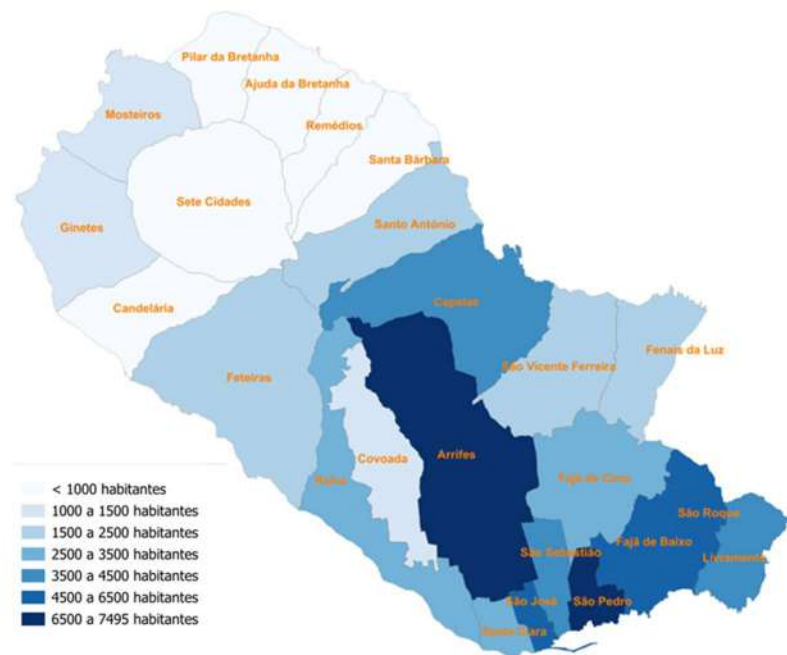 Pilar da Bretanha
Ajuda da Bretanha
Mosteiros
Remédios
Santa Bárbara
Sete Cidades
Santo António
Ginetes
Candelária
Capelas
Fenais da Luz
São Vicente Ferreira
Feteiras
Covoada
Arrifes
Fajã de Cima
Relva
São Roque
Fajã de Baixo
São Sebastião
Livramento
São José
São Pedro
Santa Clara
< 1000 habitantes
1000 a 1500 habitantes
1500 a 2500 habitantes
2500 a 3500 habitantes
3500 a 4500 habitantes
4500 a 6500 habitantes
6500 a 7495 habitantes